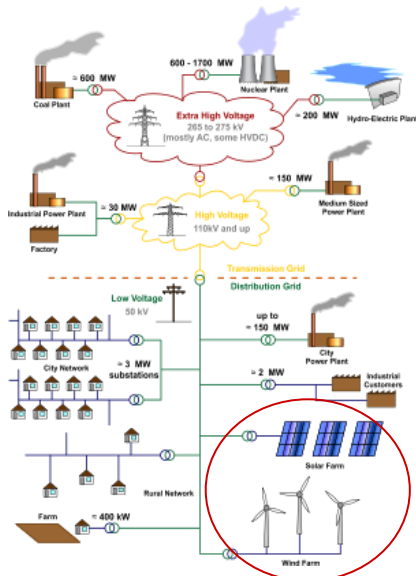 600 - 1700 MW
≈ 600 MW
Nuclear Plant
Coal Plant
Extra High Voltage
265 to 275 kV
(mostly AC, some HVDC)
≈ 200 MW
Hydro-Electric Plant
≈ 150 MW
Industrial Power Plant
≈ 30 MW
High Voltage
110kV and up
Medium Sized
Power Plant
Factory
Transmission Grid
Distribution Grid
Low Voltage
50 kV
up to
≈ 150 MW
City
Power Plant
City Network
≈ 3 MW
substations
≈ 2 MW
Industrial
Customers
Solar Farm
Rural Network
Farm
≈ 400 kW
Wind Farm